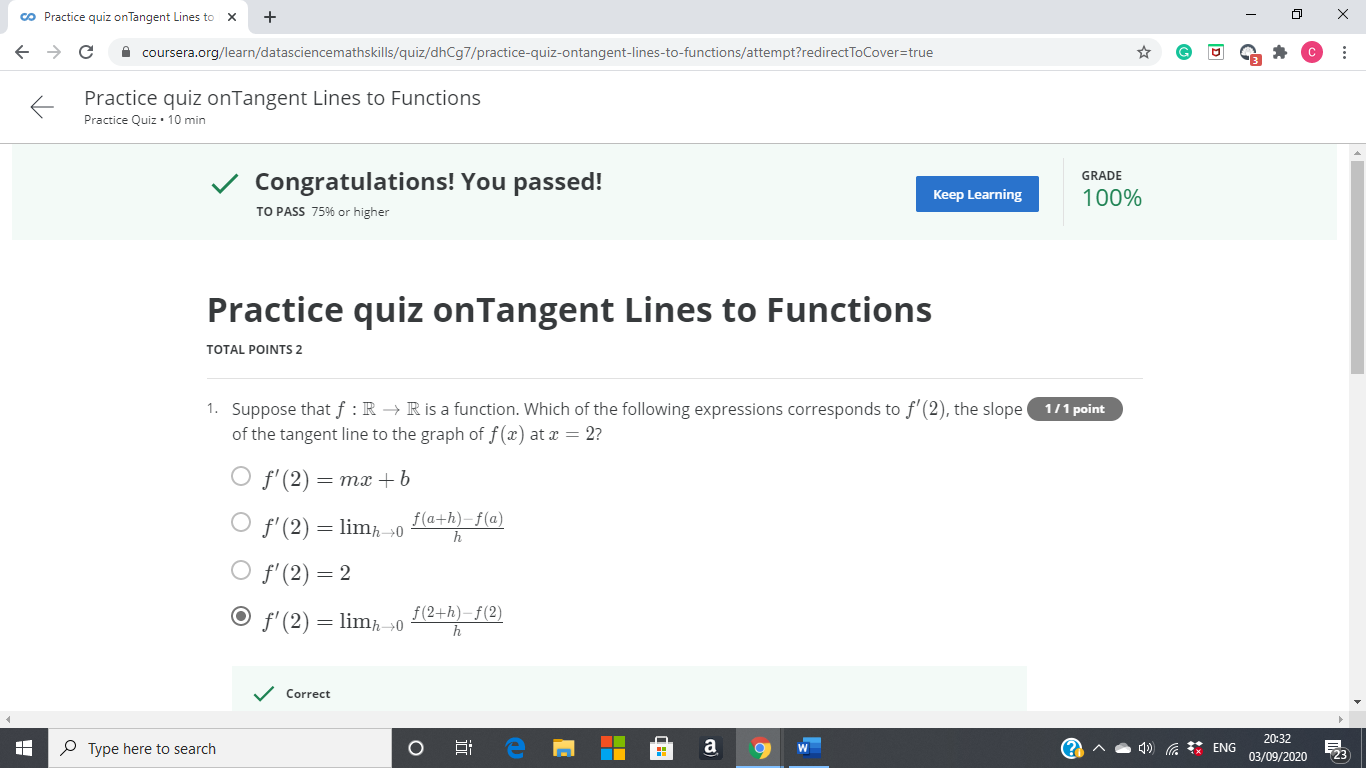 Practice quiz onTangent Lines to
coursera.org/learn/datasciencemathskills/quiz/dhCg7/practice-quiz-ontangent-lines-to-functions/attempt?redirectToCover=true
G
3
C
Practice quiz onTangent Lines to Functions
Practice Quiz • 10 min
Congratulations! You passed!
TO PASS 75% or higher
Keep Learning
GRADE
100%
Practice quiz onTangent Lines to Functions
TOTAL POINTS 2
1. Suppose that f : ℝ → ℝ is a function. Which of the following expressions corresponds to f′(2), the slope
1 / 1 point
of the tangent line to the graph of f(x) at x = 2?
f′(2) = mx + b
f′(2) = lim_{h→0} \frac{f(a+h)−f(a)}{h}
f′(2) = 2
f′(2) = lim_{h→0} \frac{f(2+h)−f(2)}{h}
Correct
Type here to search
ENG
20:32
03/09/2020
23